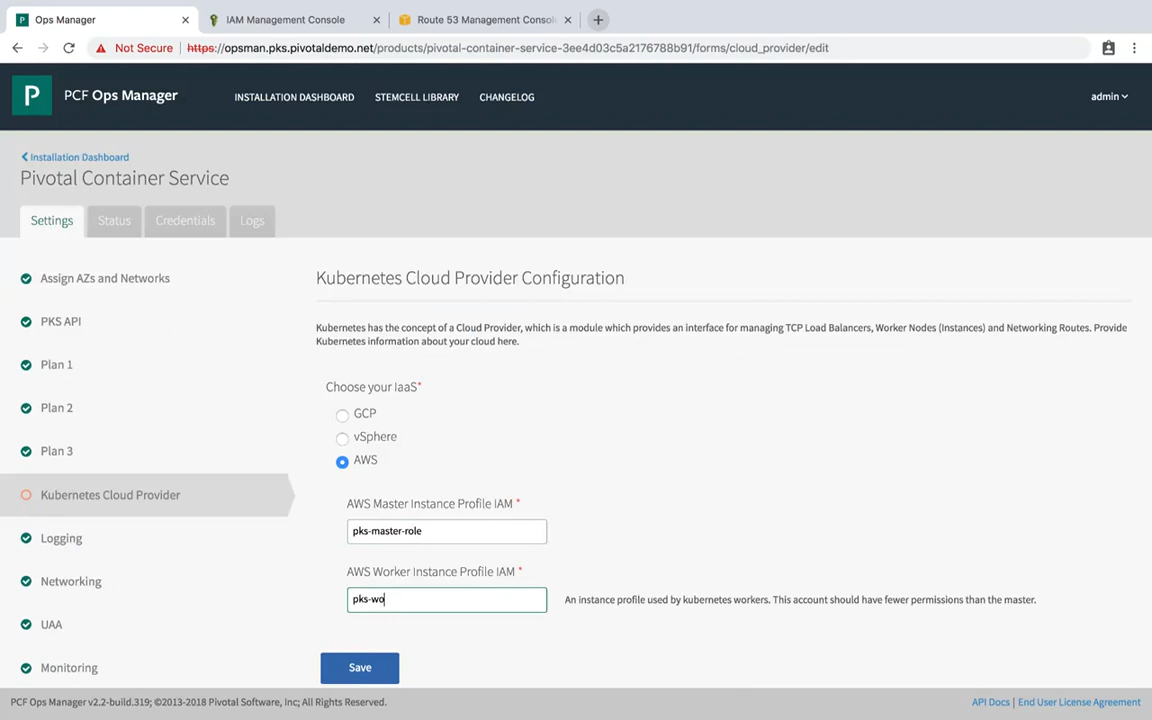 Ops Manager
IAM Management Console
Route 53 Management Consol
Not Secure | https://opsman.pks.pivotaldemo.net/products/pivotal-container-service-3ee4d03c5a2176788b91/forms/cloud_provider/edit
P
PCF Ops Manager
INSTALLATION DASHBOARD
STEMCELL LIBRARY
CHANGELOG
admin
Installation Dashboard
Pivotal Container Service
Settings
Status
Credentials
Logs
Assign AZs and Networks
PKS API
Plan 1
Plan 2
Plan 3
Kubernetes Cloud Provider
Logging
Networking
UAA
Monitoring
Kubernetes Cloud Provider Configuration
Kubernetes has the concept of a Cloud Provider, which is a module which provides an interface for managing TCP Load Balancers, Worker Nodes (Instances) and Networking Routes. Provide
Kubernetes information about your cloud here.
Choose your IaaS*
GCP
vSphere
AWS
AWS Master Instance Profile IAM *
pks-master-role
AWS Worker Instance Profile IAM *
pks-wo
An instance profile used by kubernetes workers. This account should have fewer permissions than the master.
Save
PCF Ops Manager v2.2-build.319; ©2013-2018 Pivotal Software, Inc; All Rights Reserved.
API Docs | End User License Agreement